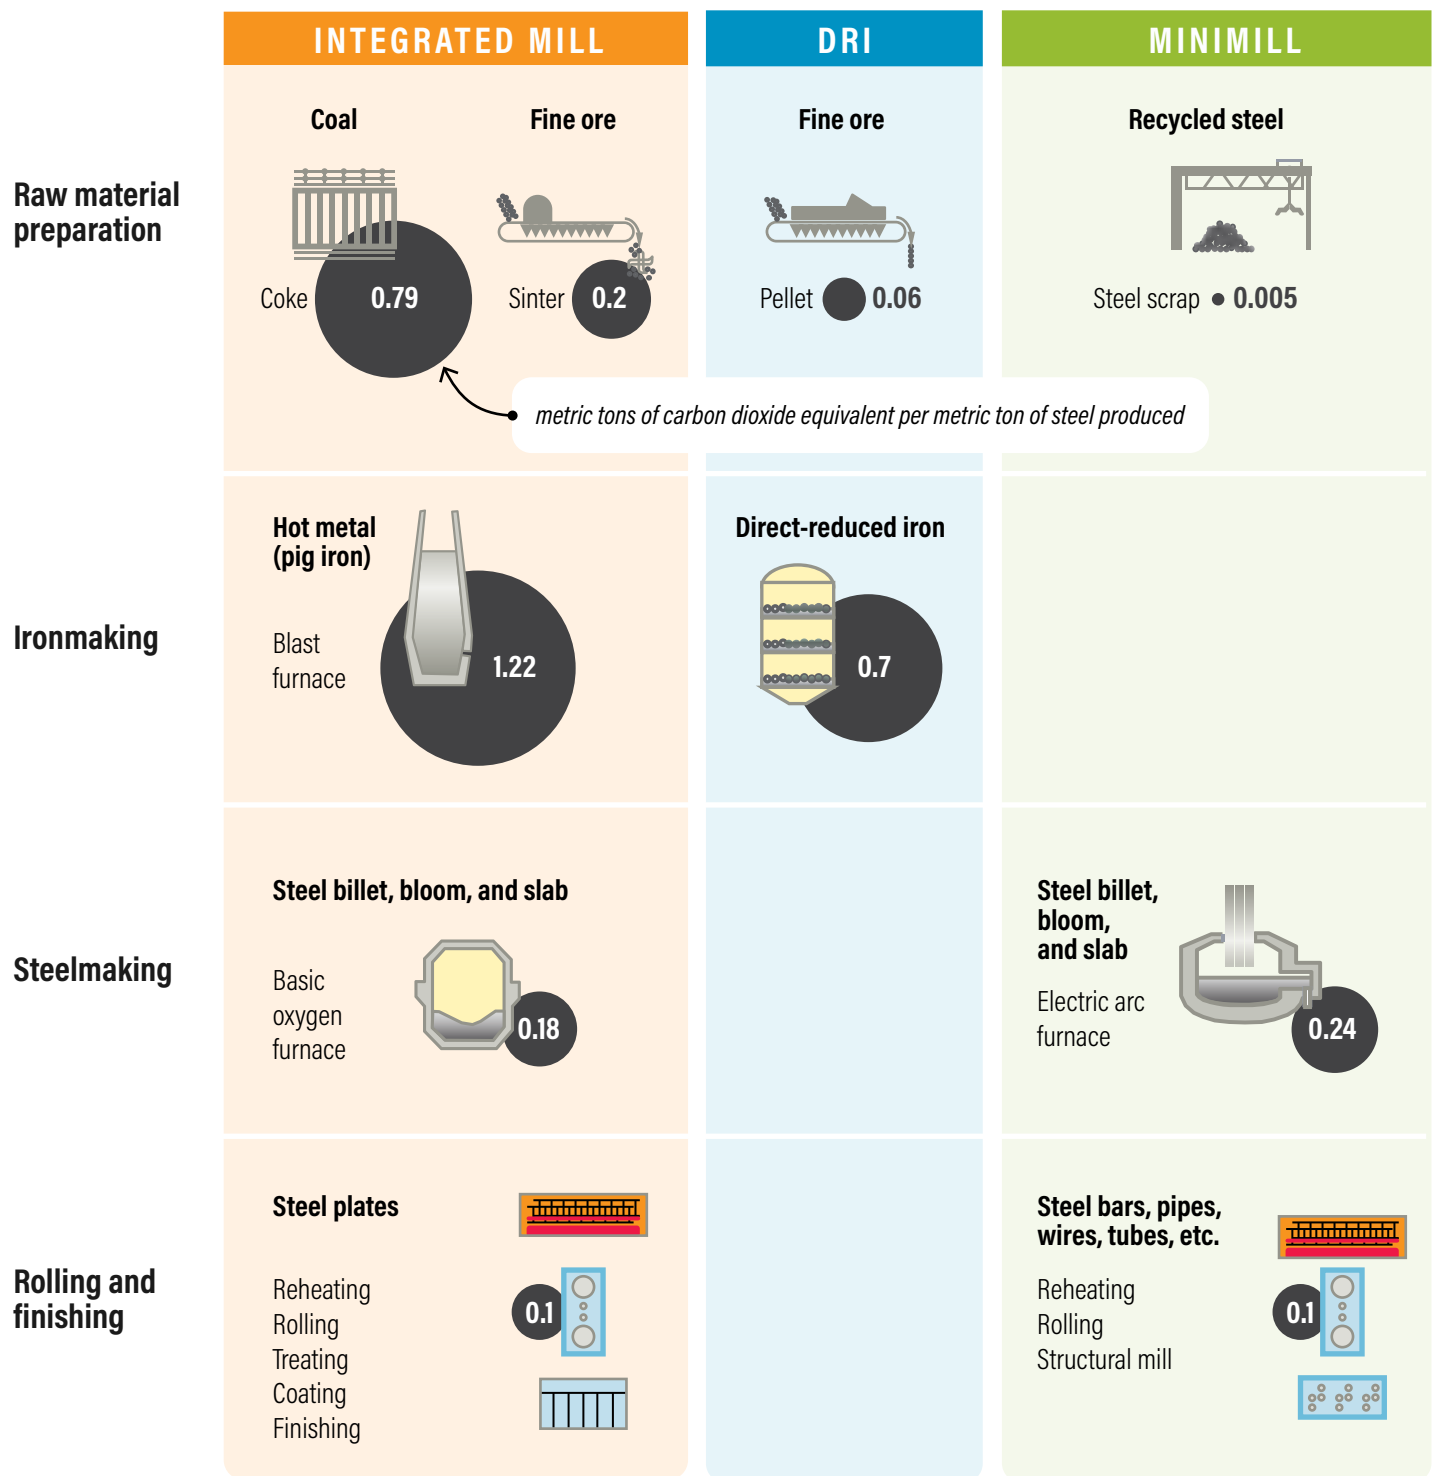 INTEGRATED MILL
DRI
MINIMILL
Raw material
preparation
Coal
Fine ore
Fine ore
Recycled steel
Coke
0.79
Sinter
0.2
Pellet
0.06
Steel scrap
0.005
metric tons of carbon dioxide equivalent per metric ton of steel produced
Ironmaking
Hot metal
(pig iron)
Blast
furnace
1.22
Direct-reduced iron
0.7
Steelmaking
Steel billet, bloom, and slab
Basic
oxygen
furnace
0.18
Steel billet,
bloom,
and slab
Electric arc
furnace
0.24
Rolling and
finishing
Steel plates
Reheating
Rolling
Treating
Coating
Finishing
0.1
Steel bars, pipes,
wires, tubes, etc.
Reheating
Rolling
Structural mill
0.1